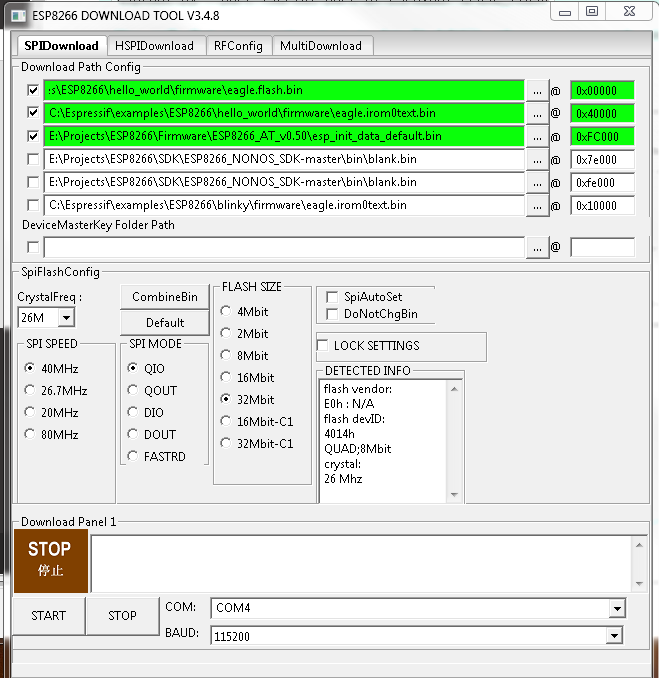 ESP8266 DOWNLOAD TOOL V3.4.8
SPIDownload HSPIDownload RFConfig MultiDownload
Download Path Config
:s\ESP8266\hello_world\firmware\eagle.flash.bin ... @ 0x00000
C:\Espressif\examples\ESP8266\hello_world\firmware\eagle.irom0text.bin ... @ 0x40000
E:\Projects\ESP8266\Firmware\ESP8266_AT_v0.50\esp_init_data_default.bin ... @ 0xFC000
E:\Projects\ESP8266\SDK\ESP8266_NONOS_SDK-master\bin\blank.bin ... @ 0x7e000
E:\Projects\ESP8266\SDK\ESP8266_NONOS_SDK-master\bin\blank.bin ... @ 0xfe000
C:\Espressif\examples\ESP8266\blinky\firmware\eagle.irom0text.bin ... @ 0x10000
DeviceMasterKey Folder Path
... @
SpiFlashConfig
CrystalFreq :
26M
CombineBin
Default
SPI SPEED
40MHz
26.7MHz
20MHz
80MHz
SPI MODE
QIO
QOUT
DIO
DOUT
FASTRD
FLASH SIZE
4Mbit
2Mbit
8Mbit
16Mbit
32Mbit
16Mbit-C1
32Mbit-C1
SpiAutoSet
DoNotChgBin
LOCK SETTINGS
DETECTED INFO
flash vendor:
E0h : N/A
flash devID:
4014h
QUAD;8Mbit
crystal:
26 Mhz
Download Panel 1
STOP
停止
START STOP
COM: COM4
BAUD: 115200